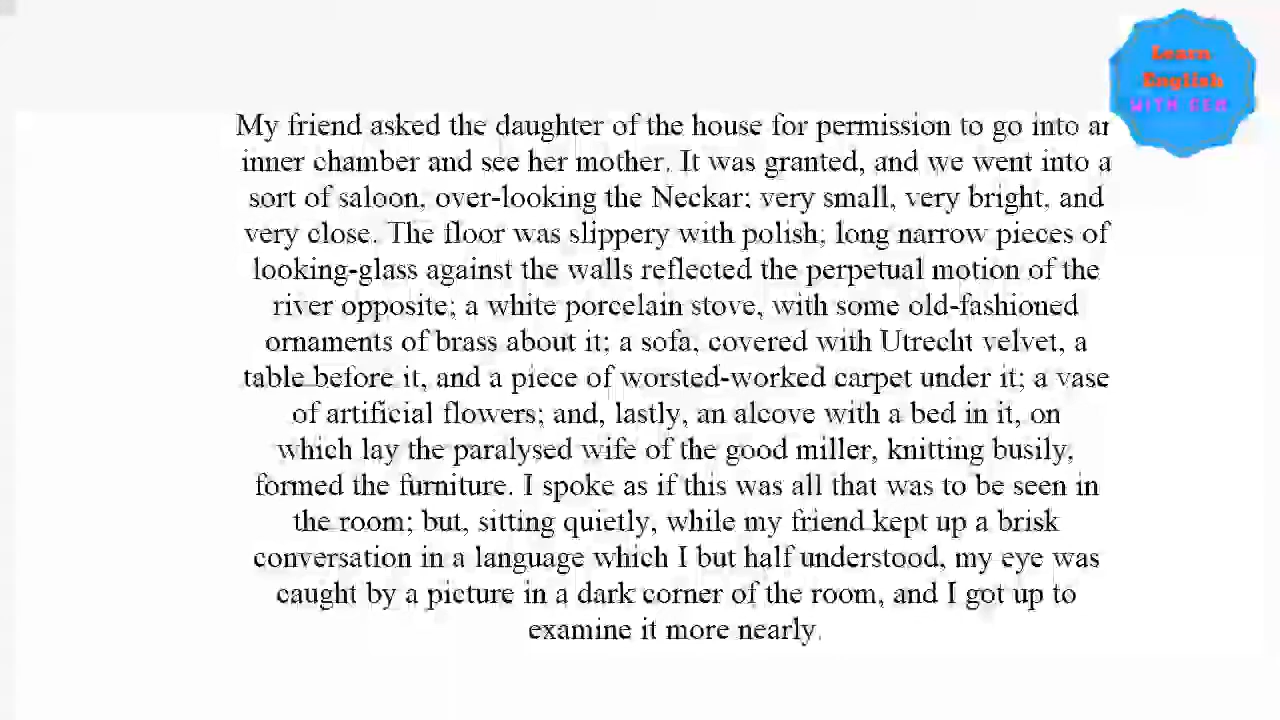 Learn
English
WITH GEM
My friend asked the daughter of the house for permission to go into an
inner chamber and see her mother. It was granted, and we went into a
sort of saloon, over-looking the Neckar; very small, very bright, and
very close. The floor was slippery with polish; long narrow pieces of
looking-glass against the walls reflected the perpetual motion of the
river opposite; a white porcelain stove, with some old-fashioned
ornaments of brass about it; a sofa, covered with Utrecht velvet, a
table before it, and a piece of worsted-worked carpet under it; a vase
of artificial flowers; and, lastly, an alcove with a bed in it, on
which lay the paralysed wife of the good miller, knitting busily,
formed the furniture. I spoke as if this was all that was to be seen in
the room; but, sitting quietly, while my friend kept up a brisk
conversation in a language which I but half understood, my eye was
caught by a picture in a dark corner of the room, and I got up to
examine it more nearly.